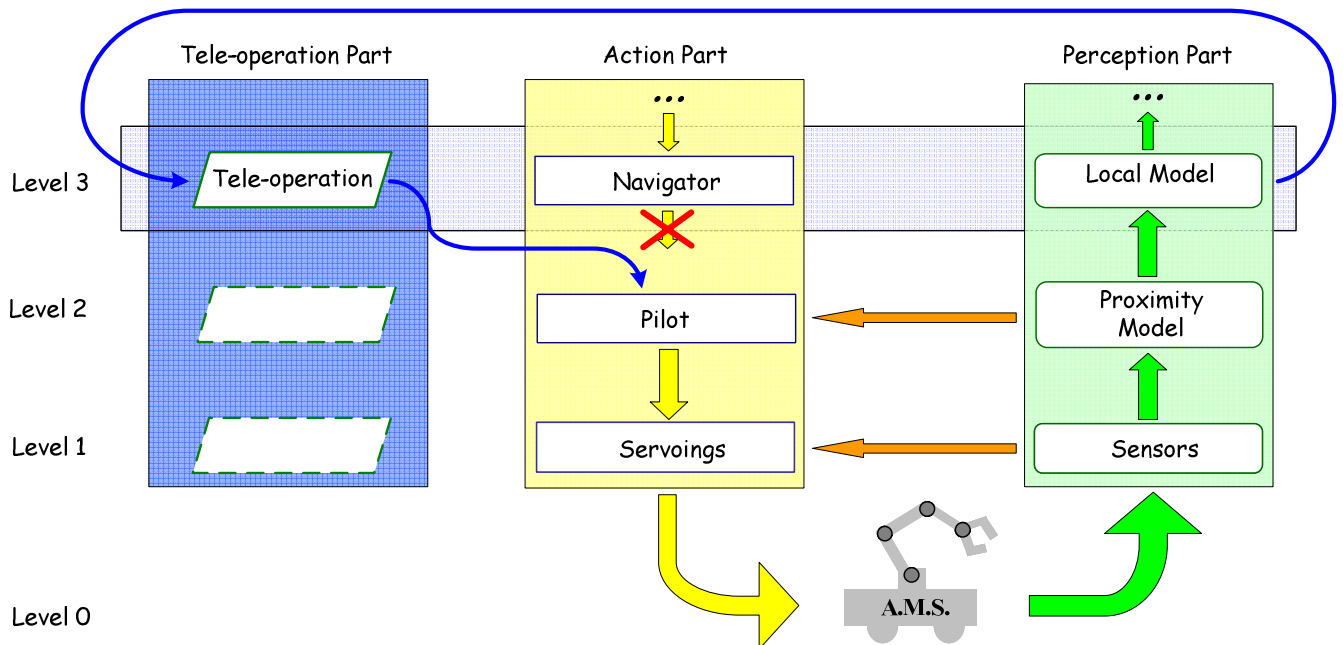 Tele-operation Part
Action Part
Perception Part
...
...
Level 3
Tele-operation
Navigator
Local Model
Level 2
Pilot
Proximity
Model
Level 1
Servoings
Sensors
Level 0
A.M.S.